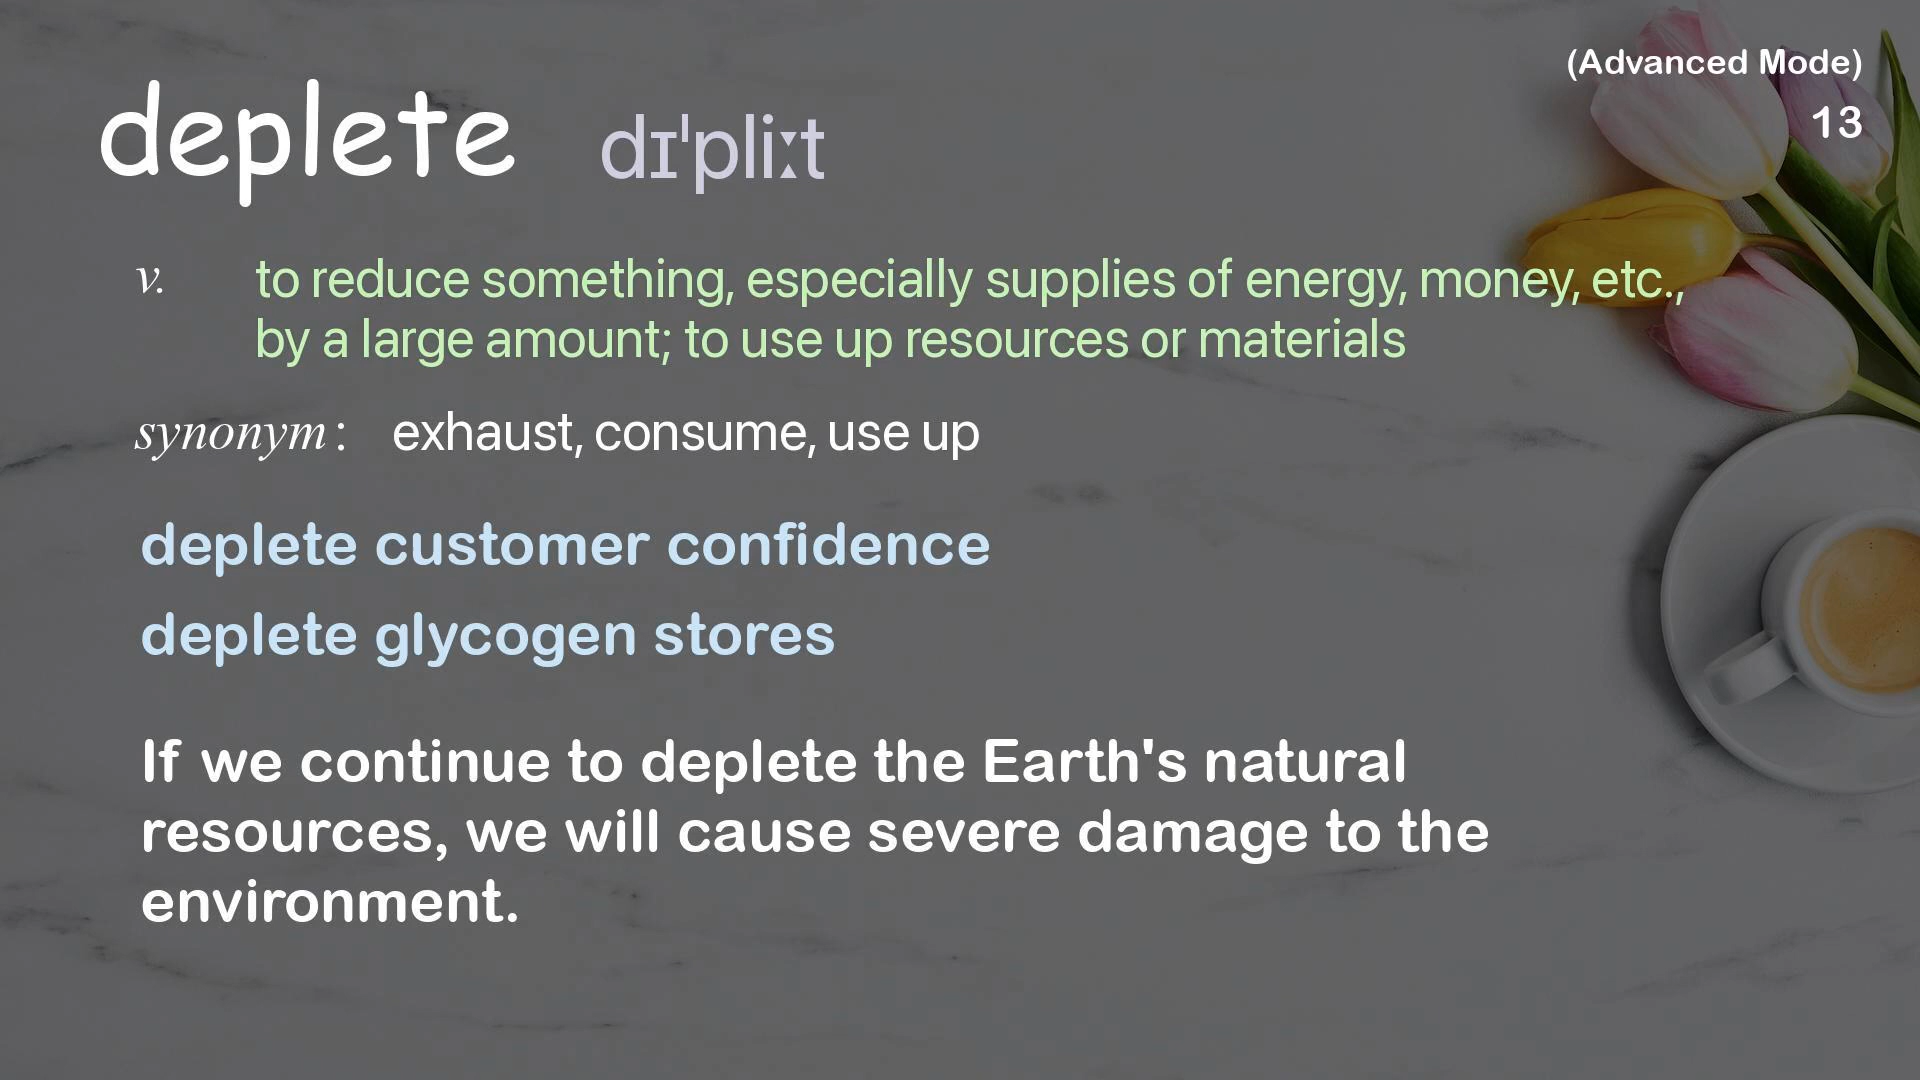 (Advanced Mode)
13
deplete dɪˈpliːt
v. to reduce something, especially supplies of energy, money, etc.,
by a large amount; to use up resources or materials
synonym : exhaust, consume, use up
deplete customer confidence
deplete glycogen stores
If we continue to deplete the Earth's natural
resources, we will cause severe damage to the
environment.